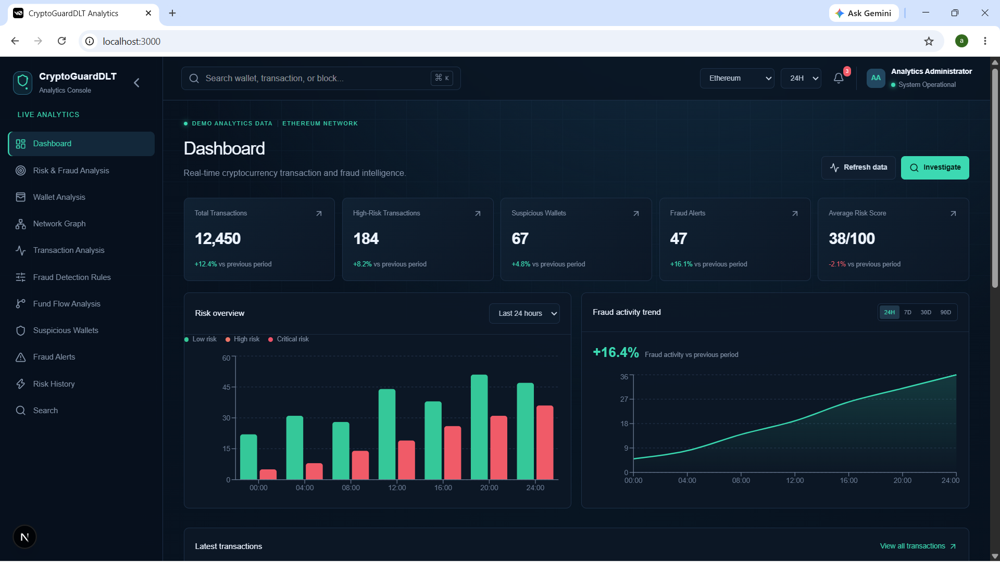 CryptoGuardDLT Analytics
Ask Gemini
localhost:3000
a
CryptoGuardDLT
Analytics Console
LIVE ANALYTICS
Dashboard
Risk & Fraud Analysis
Wallet Analysis
Network Graph
Transaction Analysis
Fraud Detection Rules
Fund Flow Analysis
Suspicious Wallets
Fraud Alerts
Risk History
Search
N
Search wallet, transaction, or block...
⌘ K
Ethereum
24H
3
AA
Analytics Administrator
System Operational
DEMO ANALYTICS DATA
ETHEREUM NETWORK
Dashboard
Real-time cryptocurrency transaction and fraud intelligence.
Refresh data
Investigate
Total Transactions
12,450
+12.4% vs previous period
High-Risk Transactions
184
+8.2% vs previous period
Suspicious Wallets
67
+4.8% vs previous period
Fraud Alerts
47
+16.1% vs previous period
Average Risk Score
38/100
-2.1% vs previous period
Risk overview
Last 24 hours
Low risk
High risk
Critical risk
60
45
30
15
0
00:00
04:00
08:00
12:00
16:00
20:00
24:00
Fraud activity trend
24H
7D
30D
90D
+16.4% Fraud activity vs previous period
36
27
18
9
0
00:00
04:00
08:00
12:00
16:00
20:00
24:00
Latest transactions
View all transactions